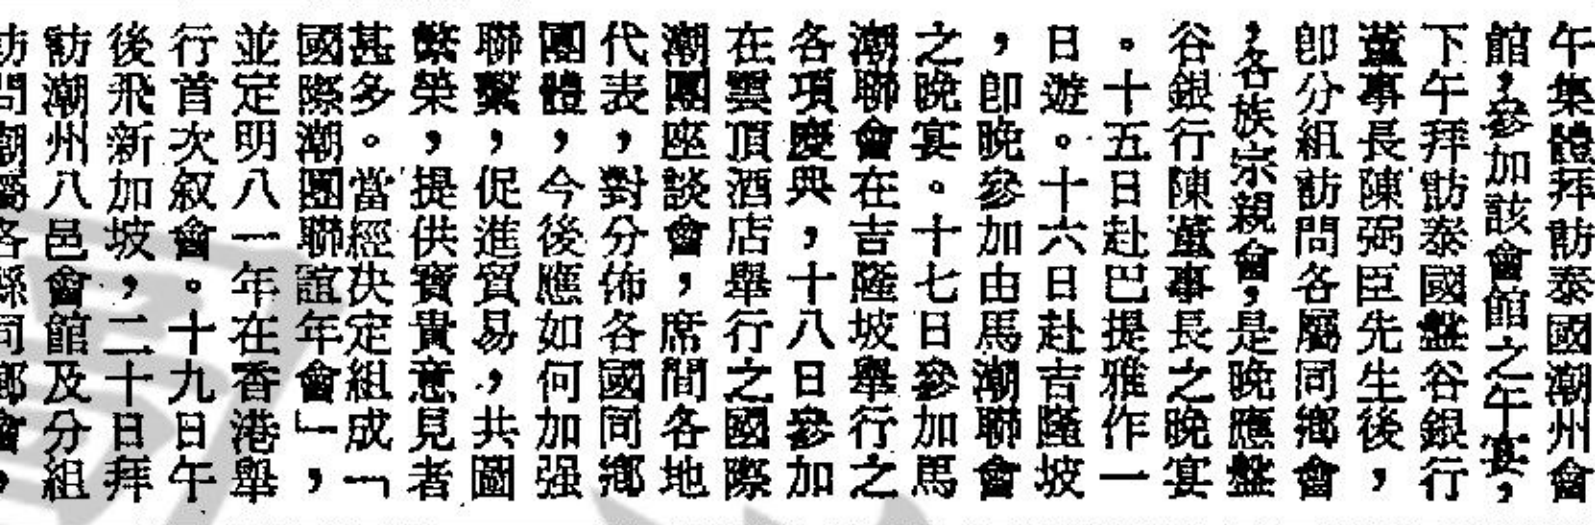 午集體拜訪泰國潮州會
館，參加該會館之午宴，
下午拜訪泰國盤谷銀行
董事長陳弼臣先生後，
卽分組訪問各屬同鄉會
，各族宗親會，是晚應盤
谷銀行陳董事長之晚宴
。十五日赴巴提雅作一
日遊。十六日赴吉隆坡
，卽晚參加由馬潮聯會
之晚宴。十七日參加馬
潮聯會在吉隆坡舉行之
各項慶典，十八日參加
在雲頂酒店舉行之國際
潮團座談會，席間各地
代表，對分佈各國同鄉
團體，今後應如何加强
聯繫，促進貿易，共圖
繁榮，提供寶貴意見者
甚多。當經決定組成「
國際潮團聯誼年會」，
並定明八一年在香港舉
行首次叙會。十九日午
後飛新加坡，二十日拜
訪潮州八邑會館及分組
訪問潮屬各縣同鄉會，